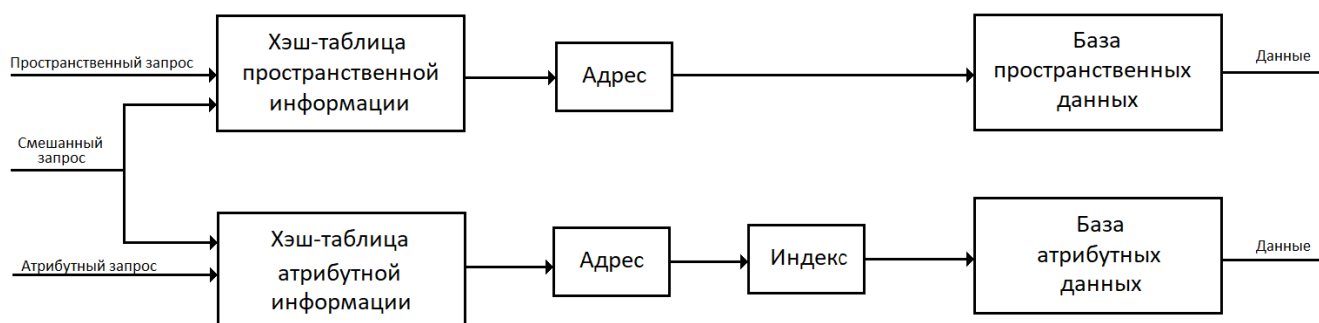 Пространственный запрос
Хэш-таблица
пространственной
информации
Адрес
База
пространственных
данных
Данные
Смешанный
запрос
Атрибутный запрос
Хэш-таблица
атрибутной
информации
Адрес
Индекс
База
атрибутных
данных
Данные